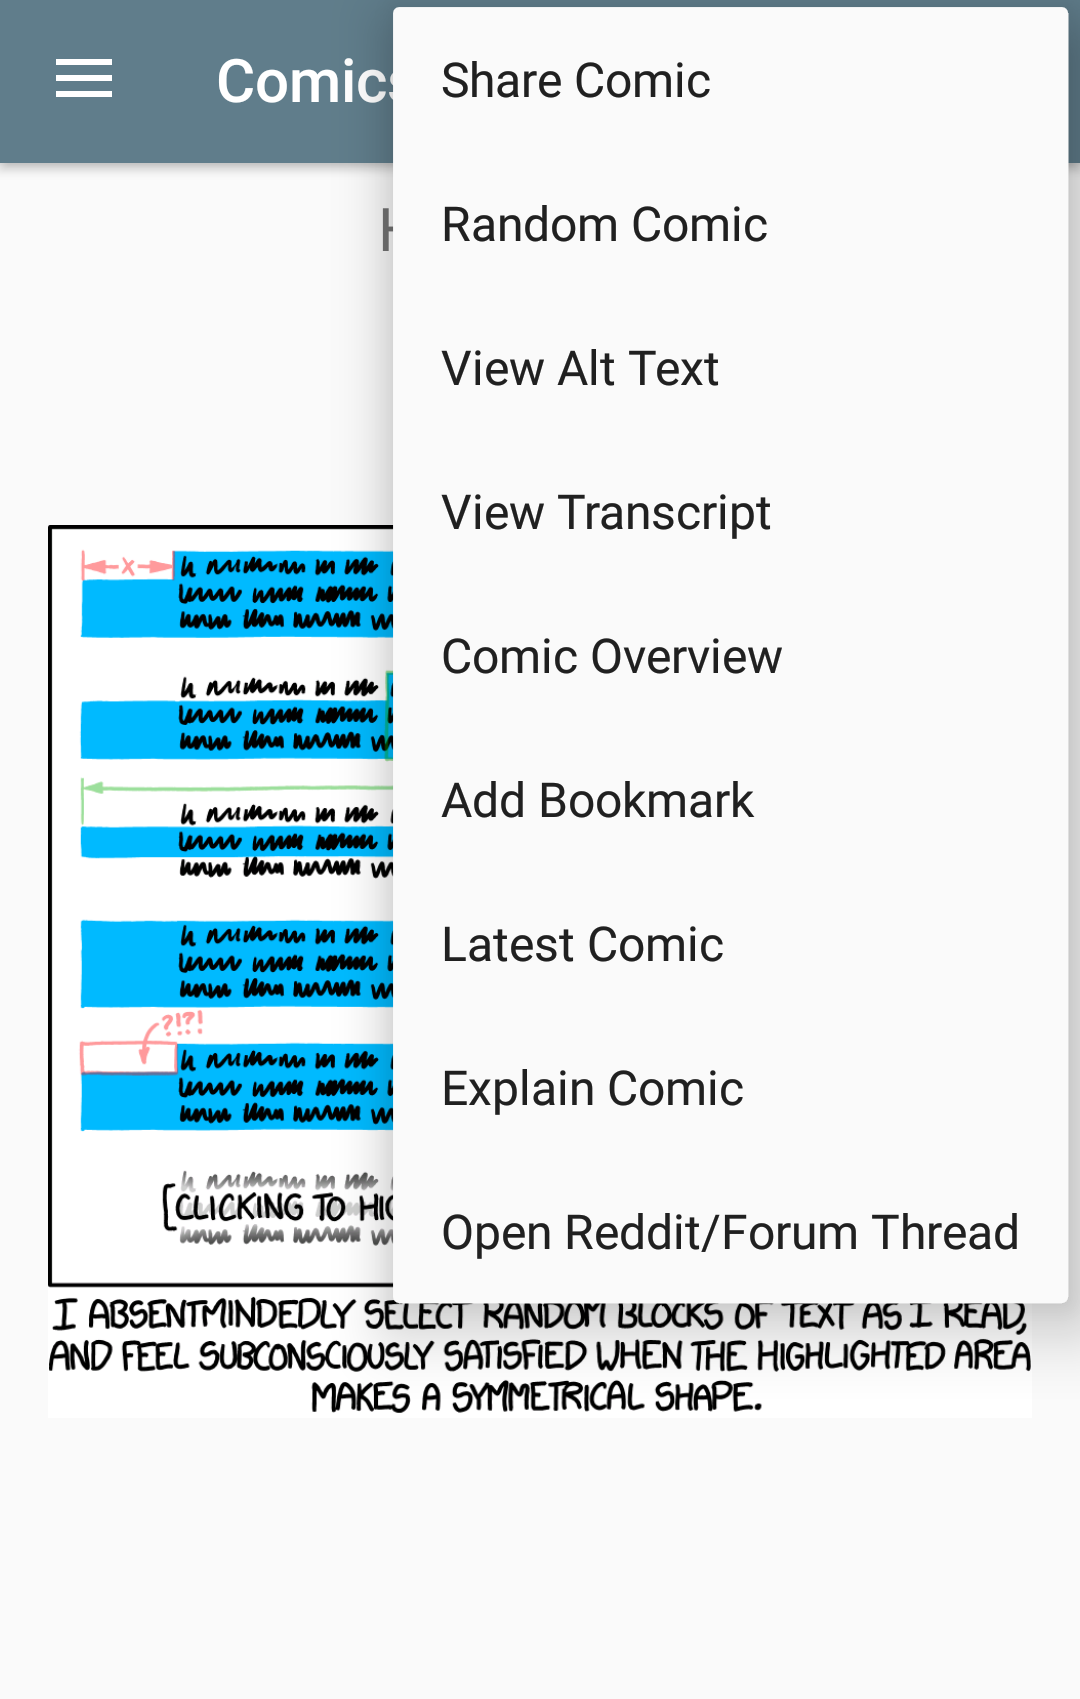 Comics
Share Comic
Random Comic
View Alt Text
View Transcript
Comic Overview
Add Bookmark
Latest Comic
Explain Comic
Open Reddit/Forum Thread
X
?!?!
[CLICKING TO
I ABSENTMINDEDLY SELECT RANDOM BLOCKS OF TEXT AS I READ,
AND FEEL SUBCONSCIOUSLY SATISFIED WHEN THE HIGHLIGHTED AREA
MAKES A SYMMETRICAL SHAPE.